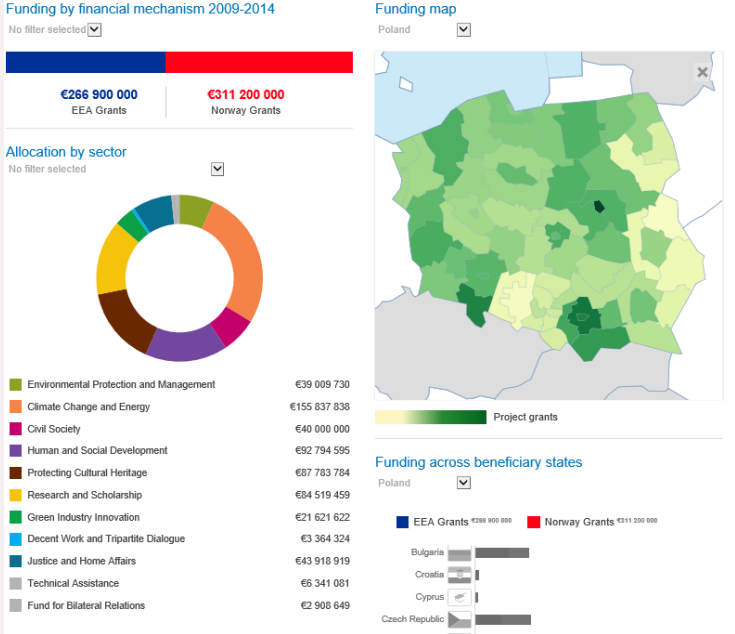 Funding by financial mechanism 2009-2014
No filter selected
€266 900 000
EEA Grants
€311 200 000
Norway Grants
Allocation by sector
No filter selected
Environmental Protection and Management €39 009 730
Climate Change and Energy €155 837 838
Civil Society €40 000 000
Human and Social Development €92 794 595
Protecting Cultural Heritage €87 783 784
Research and Scholarship €84 519 459
Green Industry Innovation €21 621 622
Decent Work and Tripartite Dialogue €3 364 324
Justice and Home Affairs €43 918 919
Technical Assistance €6 341 081
Fund for Bilateral Relations €2 908 649
Funding map
Poland
Project grants
Funding across beneficiary states
Poland
EEA Grants €266 900 000 Norway Grants €311 200 000
Bulgaria
Croatia
Cyprus
Czech Republic